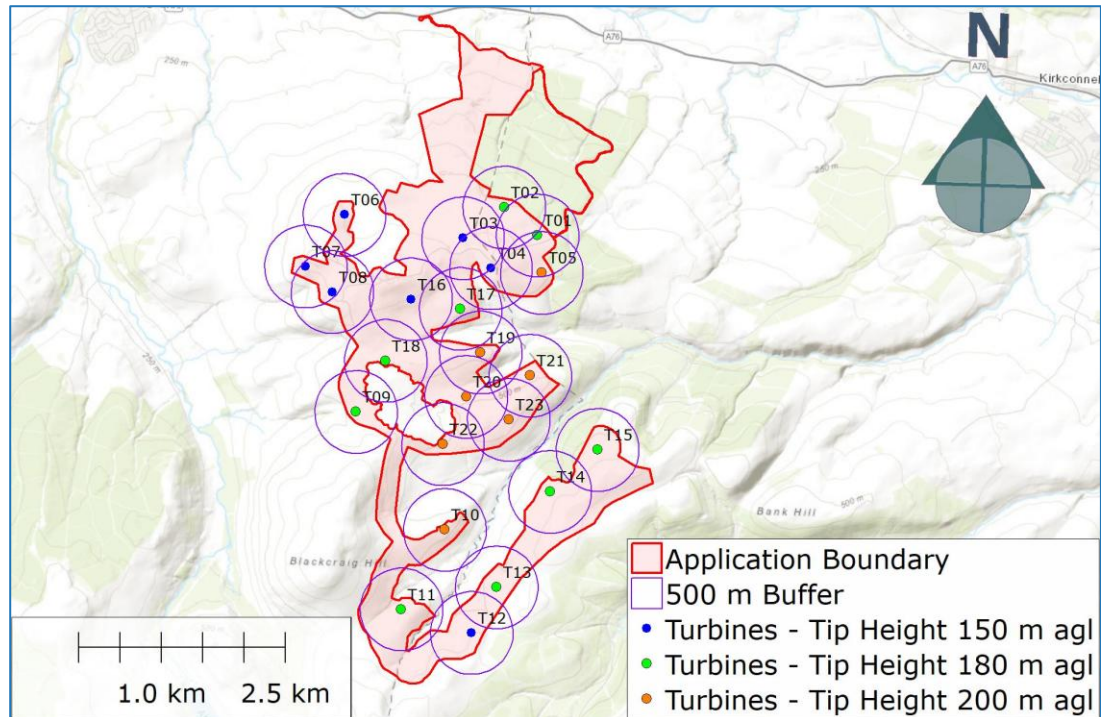 A76
N
A76
Kirkconnel
250 m
250 m
T06
T02
T03
T01
T07
T04
T05
T08
T16
T17
250 m
T18
T19
T21
T20
T09
T23
T22
T15
T14
500 m
T10
Bank Hill
Blackcraig Hill
T13
T11
T12
Application Boundary
500 m Buffer
Turbines - Tip Height 150 m agl
Turbines - Tip Height 180 m agl
Turbines - Tip Height 200 m agl
1.0 km 2.5 km